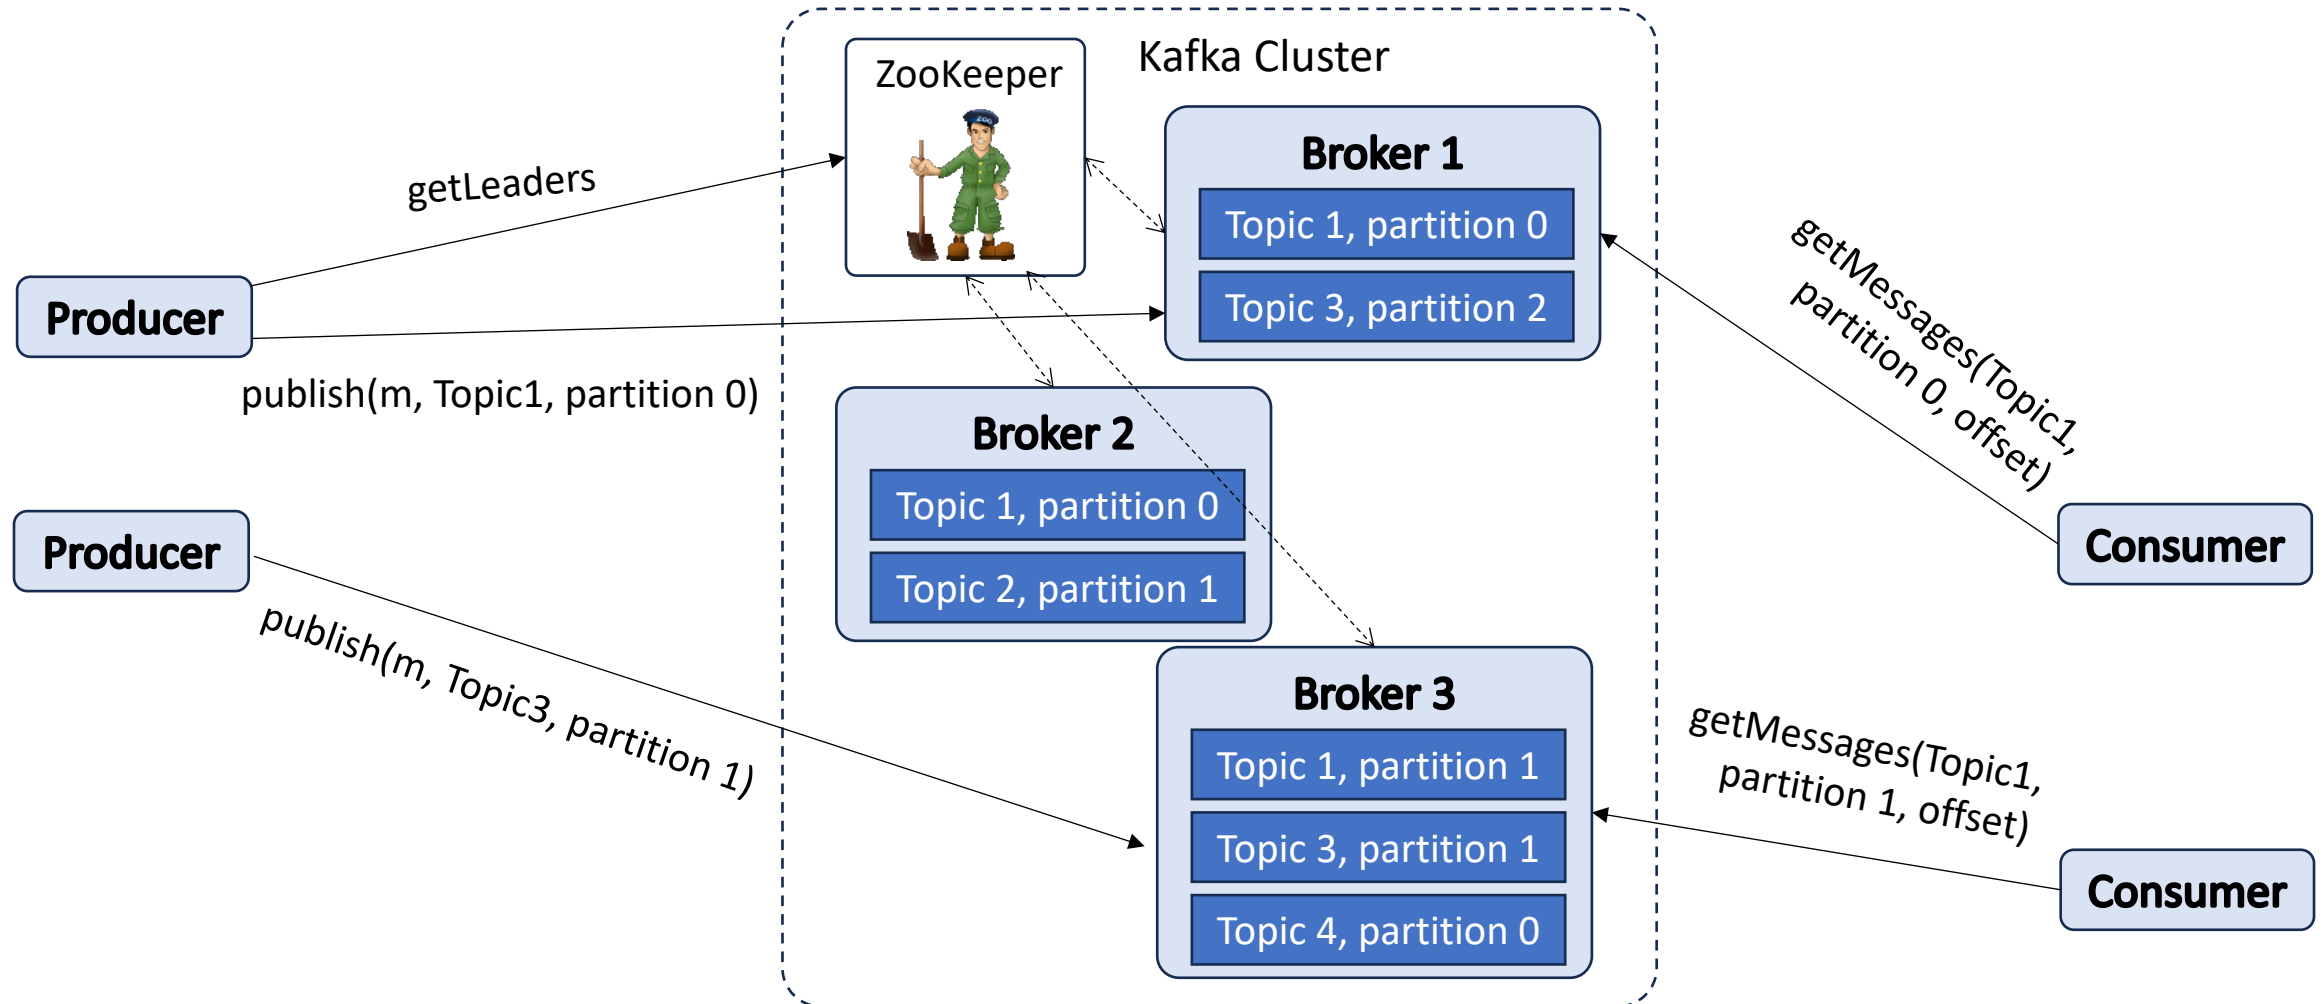 Kafka Cluster
ZooKeeper
ZOO
Broker 1
Topic 1, partition 0
Topic 3, partition 2
getLeaders
Producer
publish(m, Topic1, partition 0)
getMessages(Topic1,
partition 0, offset)
Broker 2
Topic 1, partition 0
Topic 2, partition 1
Producer
publish(m, Topic3, partition 1)
Consumer
Broker 3
Topic 1, partition 1
Topic 3, partition 1
Topic 4, partition 0
getMessages(Topic1,
partition 1, offset)
Consumer